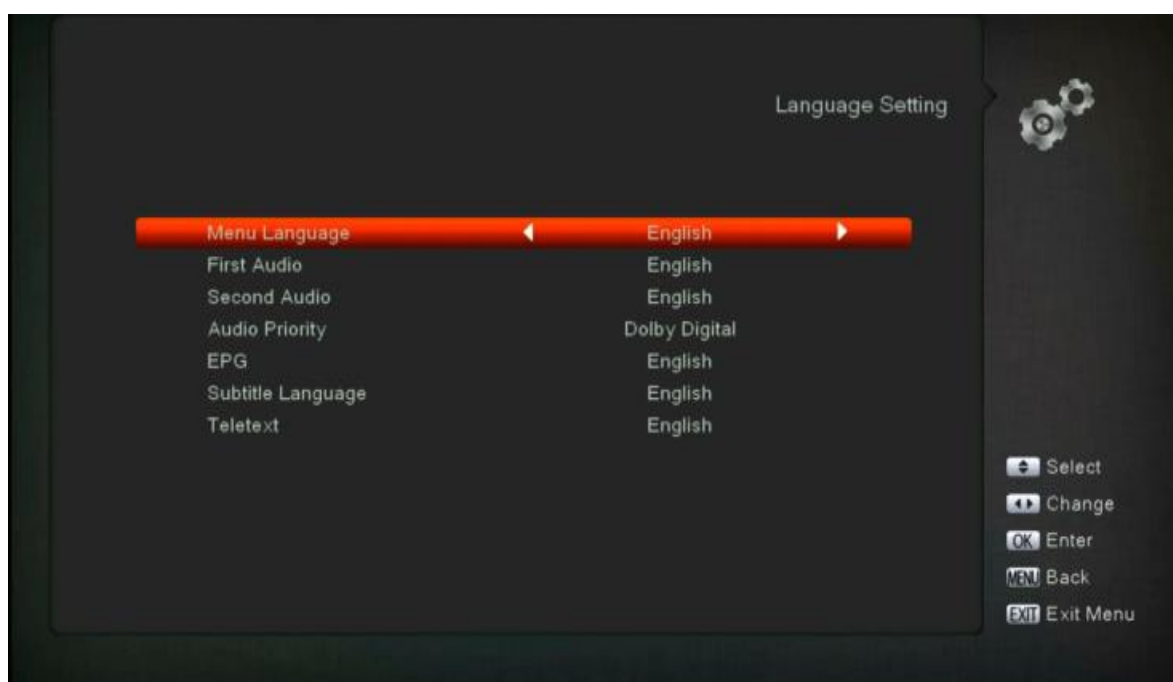 Language Setting
Menu Language English
First Audio English
Second Audio English
Audio Priority Dolby Digital
EPG English
Subtitle Language English
Teletext English
Select
Change
OK Enter
MENU Back
EXIT Exit Menu